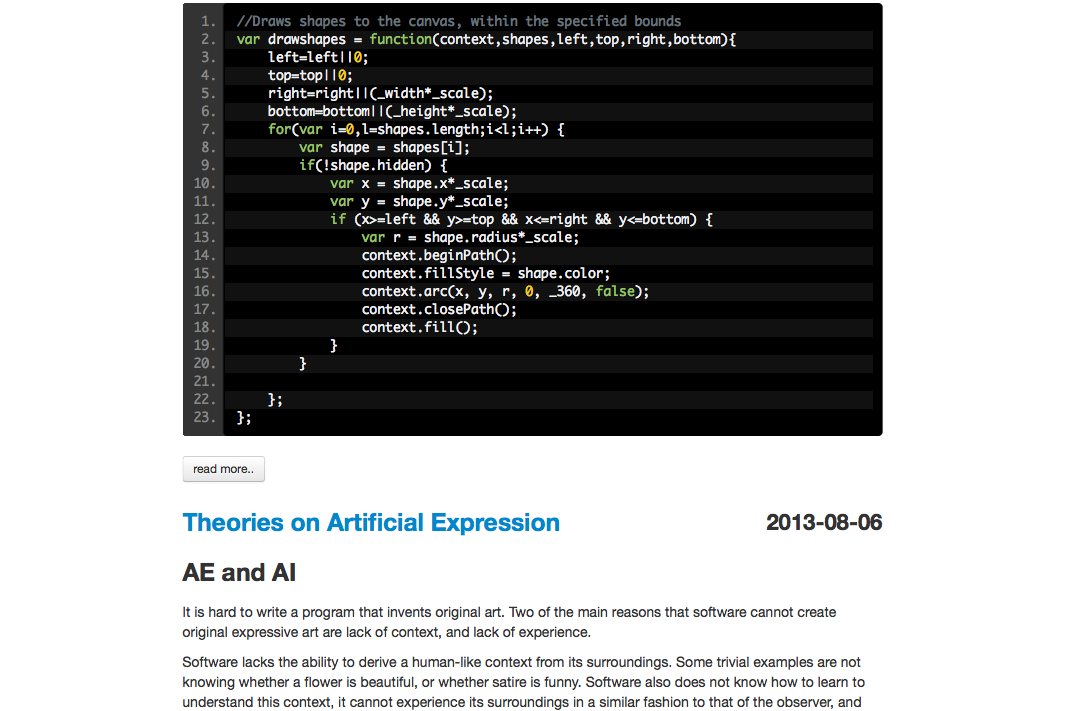 1. //Draws shapes to the canvas, within the specified bounds
2. var drawshapes = function(context,shapes,left,top,right,bottom){
3.     left=left||0;
4.     top=top||0;
5.     right=right||(_width*_scale);
6.     bottom=bottom||(_height*_scale);
7.     for(var i=0,l=shapes.length;i<l;i++) {
8.         var shape = shapes[i];
9.         if(!shape.hidden) {
10.             var x = shape.x*_scale;
11.             var y = shape.y*_scale;
12.             if (x>=left && y>=top && x<=right && y<=bottom) {
13.                 var r = shape.radius*_scale;
14.                 context.beginPath();
15.                 context.fillStyle = shape.color;
16.                 context.arc(x, y, r, 0, _360, false);
17.                 context.closePath();
18.                 context.fill();
19.             }
20.         }
21.
22.     };
23. };
read more..
Theories on Artificial Expression 2013-08-06
AE and AI
It is hard to write a program that invents original art. Two of the main reasons that software cannot create
original expressive art are lack of context, and lack of experience.
Software lacks the ability to derive a human-like context from its surroundings. Some trivial examples are not
knowing whether a flower is beautiful, or whether satire is funny. Software also does not know how to learn to
understand this context, it cannot experience its surroundings in a similar fashion to that of the observer, and